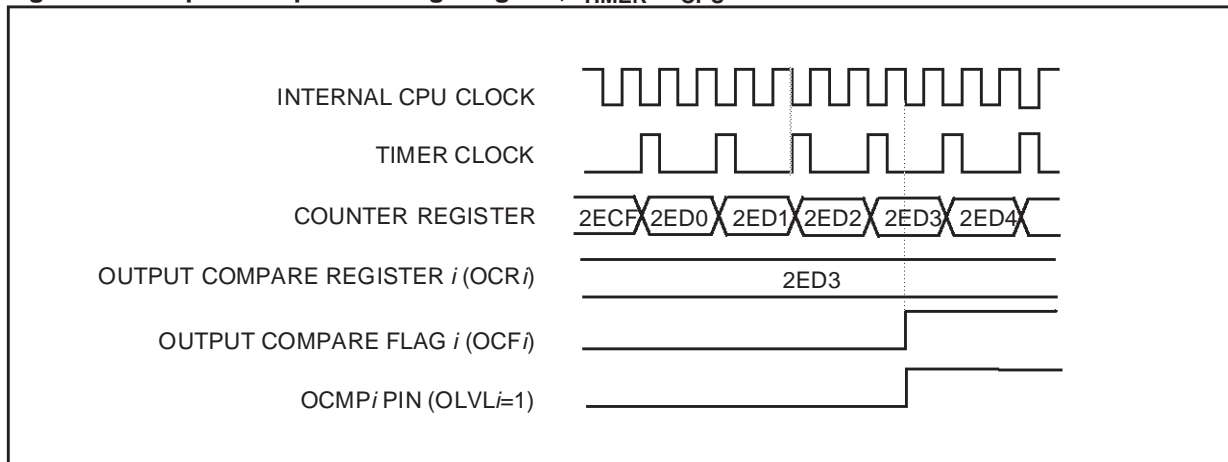 INTERNAL CPU CLOCK
TIMER CLOCK
COUNTER REGISTER 2ECF 2ED0 2ED1 2ED2 2ED3 2ED4
OUTPUT COMPARE REGISTER i (OCRi) 2ED3
OUTPUT COMPARE FLAG i (OCFi)
OCMPi PIN (OLVLi=1)